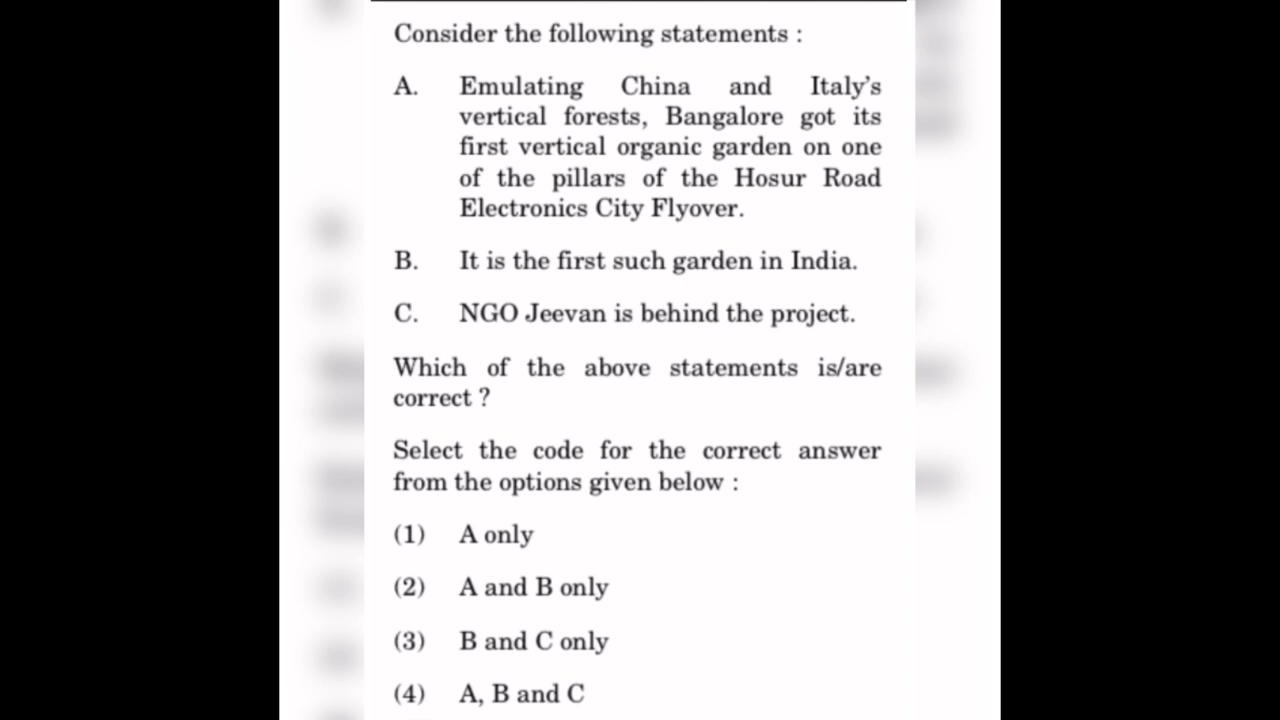 Consider the following statements :
A. Emulating China and Italy's
vertical forests, Bangalore got its
first vertical organic garden on one
of the pillars of the Hosur Road
Electronics City Flyover.
B. It is the first such garden in India.
C. NGO Jeevan is behind the project.
Which of the above statements is/are
correct ?
Select the code for the correct answer
from the options given below :
(1) A only
(2) A and B only
(3) B and C only
(4) A, B and C